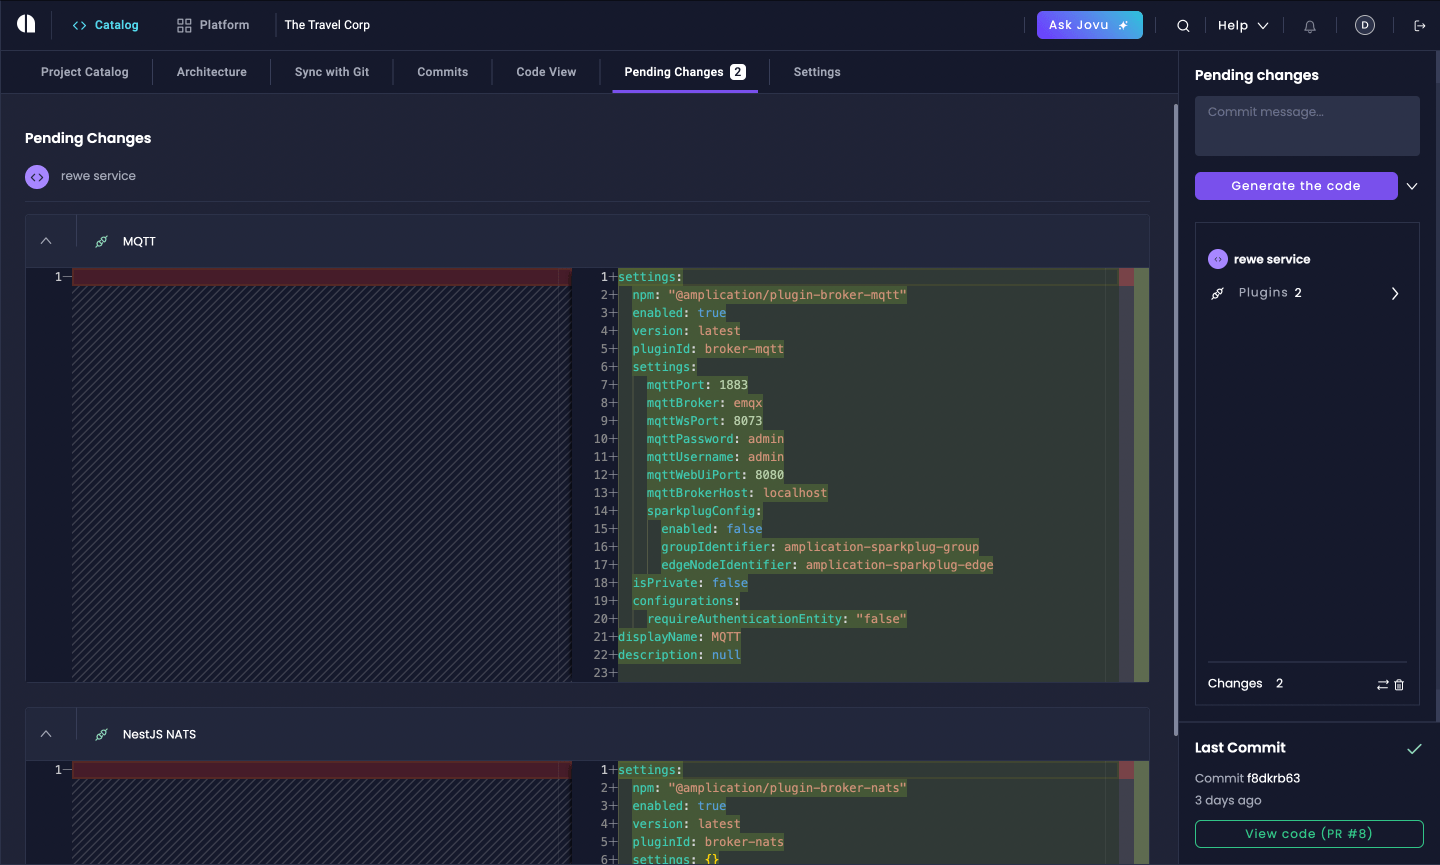 Catalog
Platform
The Travel Corp
Ask Jovu
Help
D
Project Catalog
Architecture
Sync with Git
Commits
Code View
Pending Changes 2
Settings
Pending Changes
rewe service
MQTT
1
1+settings:
2+ npm: "@amplication/plugin-broker-mqtt"
3+ enabled: true
4+ version: latest
5+ pluginId: broker-mqtt
6+ settings:
7+ mqttPort: 1883
8+ mqttBroker: emqx
9+ mqttWsPort: 8073
10+ mqttPassword: admin
11+ mqttUsername: admin
12+ mqttWebUiPort: 8080
13+ mqttBrokerHost: localhost
14+ sparkplugConfig:
15+ enabled: false
16+ groupIdentifier: amplication-sparkplug-group
17+ edgeNodeIdentifier: amplication-sparkplug-edge
18+ isPrivate: false
19+ configurations:
20+ requireAuthenticationEntity: "false"
21+displayName: MQTT
22+description: null
23+
NestJS NATS
1
1+settings:
2+ npm: "@amplication/plugin-broker-nats"
3+ enabled: true
4+ version: latest
5+ pluginId: broker-nats
6+ settings: {}
Pending changes
Commit message...
Generate the code
rewe service
Plugins 2
Changes 2
Last Commit
Commit f8dkrb63
3 days ago
View code (PR #8)